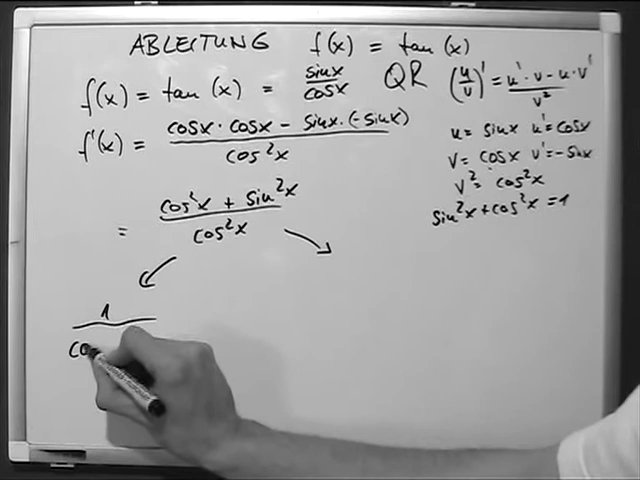 ABLEITUNG f(x) = tan(x)
f(x) = tan(x) = sinx/cosx QR (u/v)' = u'·v - u·v'/v²
f'(x) = cosx·cosx - sinx·(-sinx)/cos²x
u = sinx u' = cosx
v = cosx v' = -sinx
v² = cos²x
sin²x + cos²x = 1
= cos²x + sin²x/cos²x
1
co